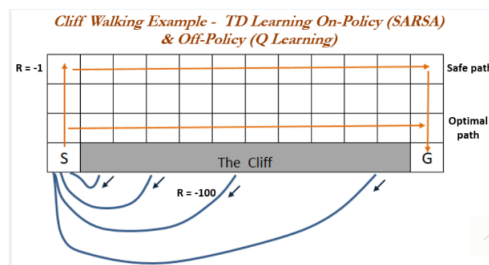 Cliff Walking Example - TD Learning On-Policy (SARSA)
& Off-Policy (Q Learning)
R = -1
Safe path
Optimal
path
S
The Cliff
G
R = -100